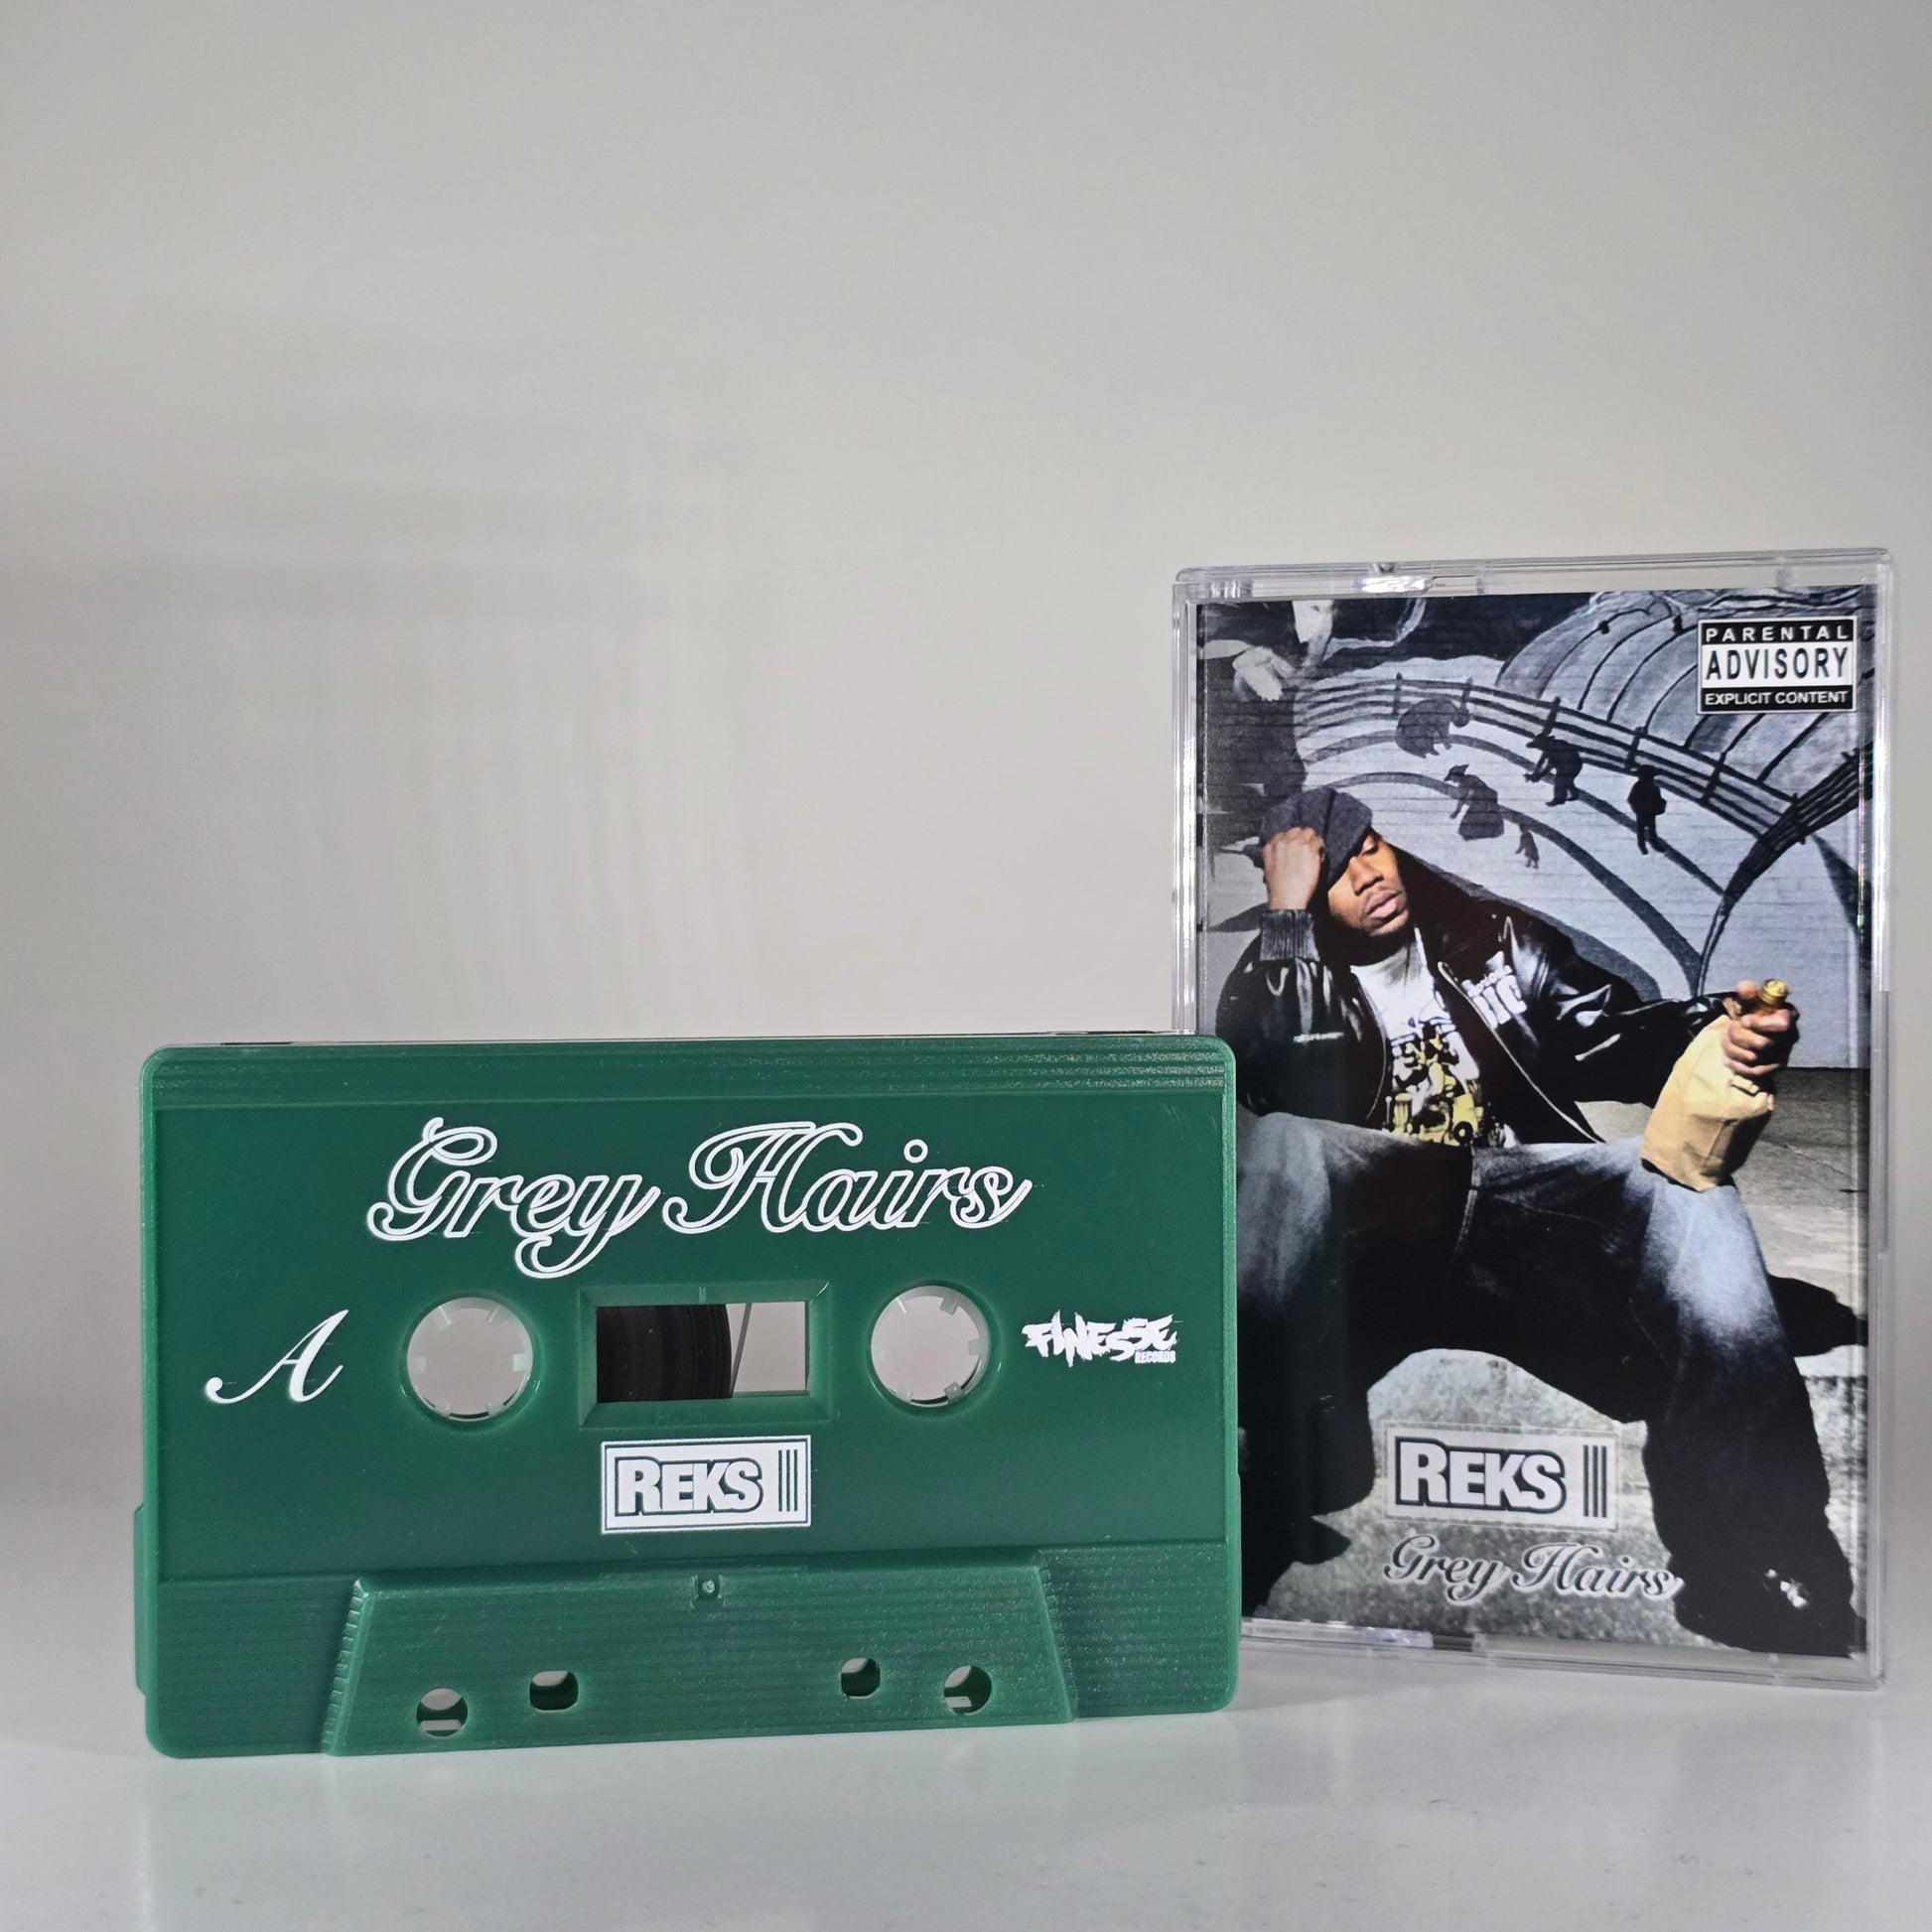 Grey Hairs
A
FINESSE
RECORDS
REKS
PARENTAL
ADVISORY
EXPLICIT CONTENT
REKS
Grey Hairs